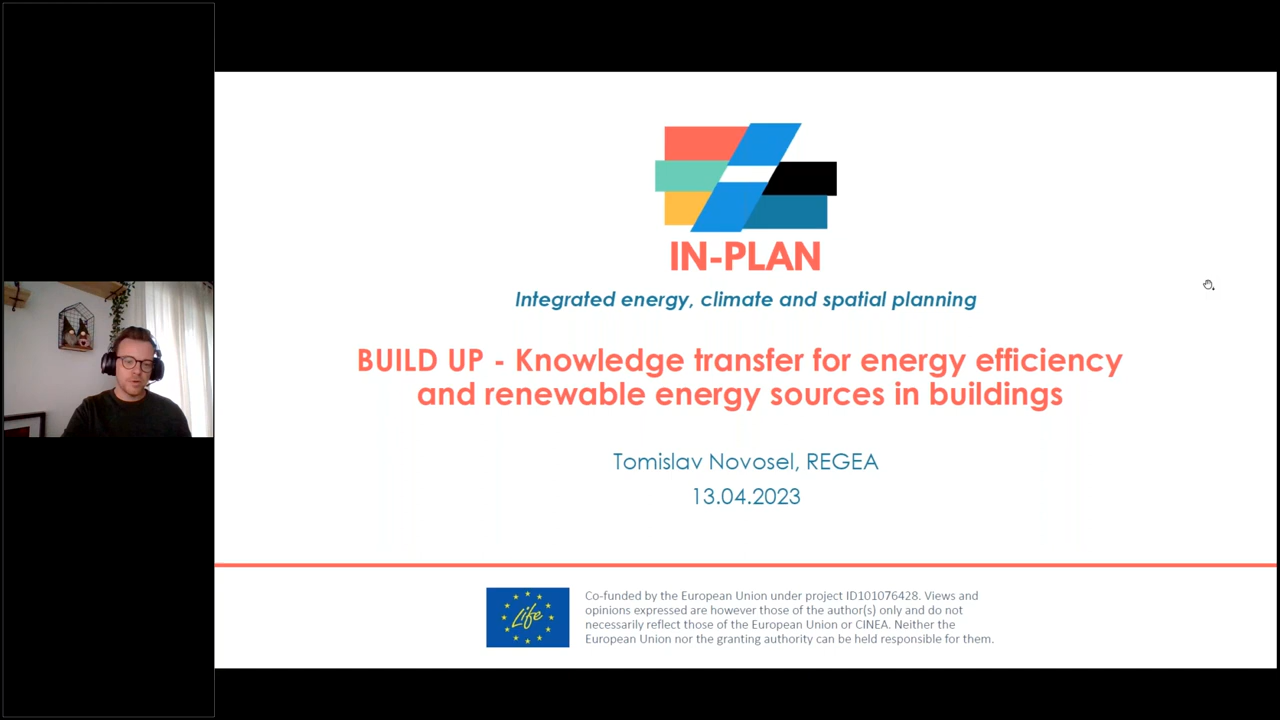 IN-PLAN
Integrated energy, climate and spatial planning
BUILD UP - Knowledge transfer for energy efficiency
and renewable energy sources in buildings
Tomislav Novosel, REGEA
13.04.2023
Life
Co-funded by the European Union under project ID101076428. Views and
opinions expressed are however those of the author(s) only and do not
necessarily reflect those of the European Union or CINEA. Neither the
European Union nor the granting authority can be held responsible for them.